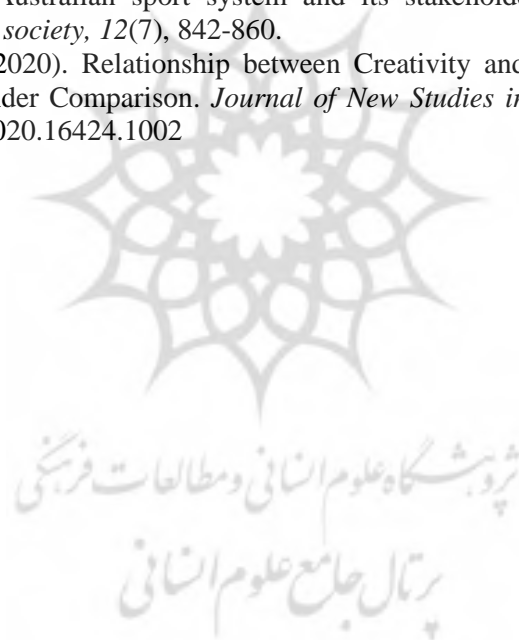 Australian sport system and its
society, 12(7), 842-860.
2020). Relationship between Creativity and
der Comparison. Journal of New Studies in
020.16424.1002
پژوهشگاه علوم انسانی و مطالعات فرهنگی
پرتال جامع علوم انسانی